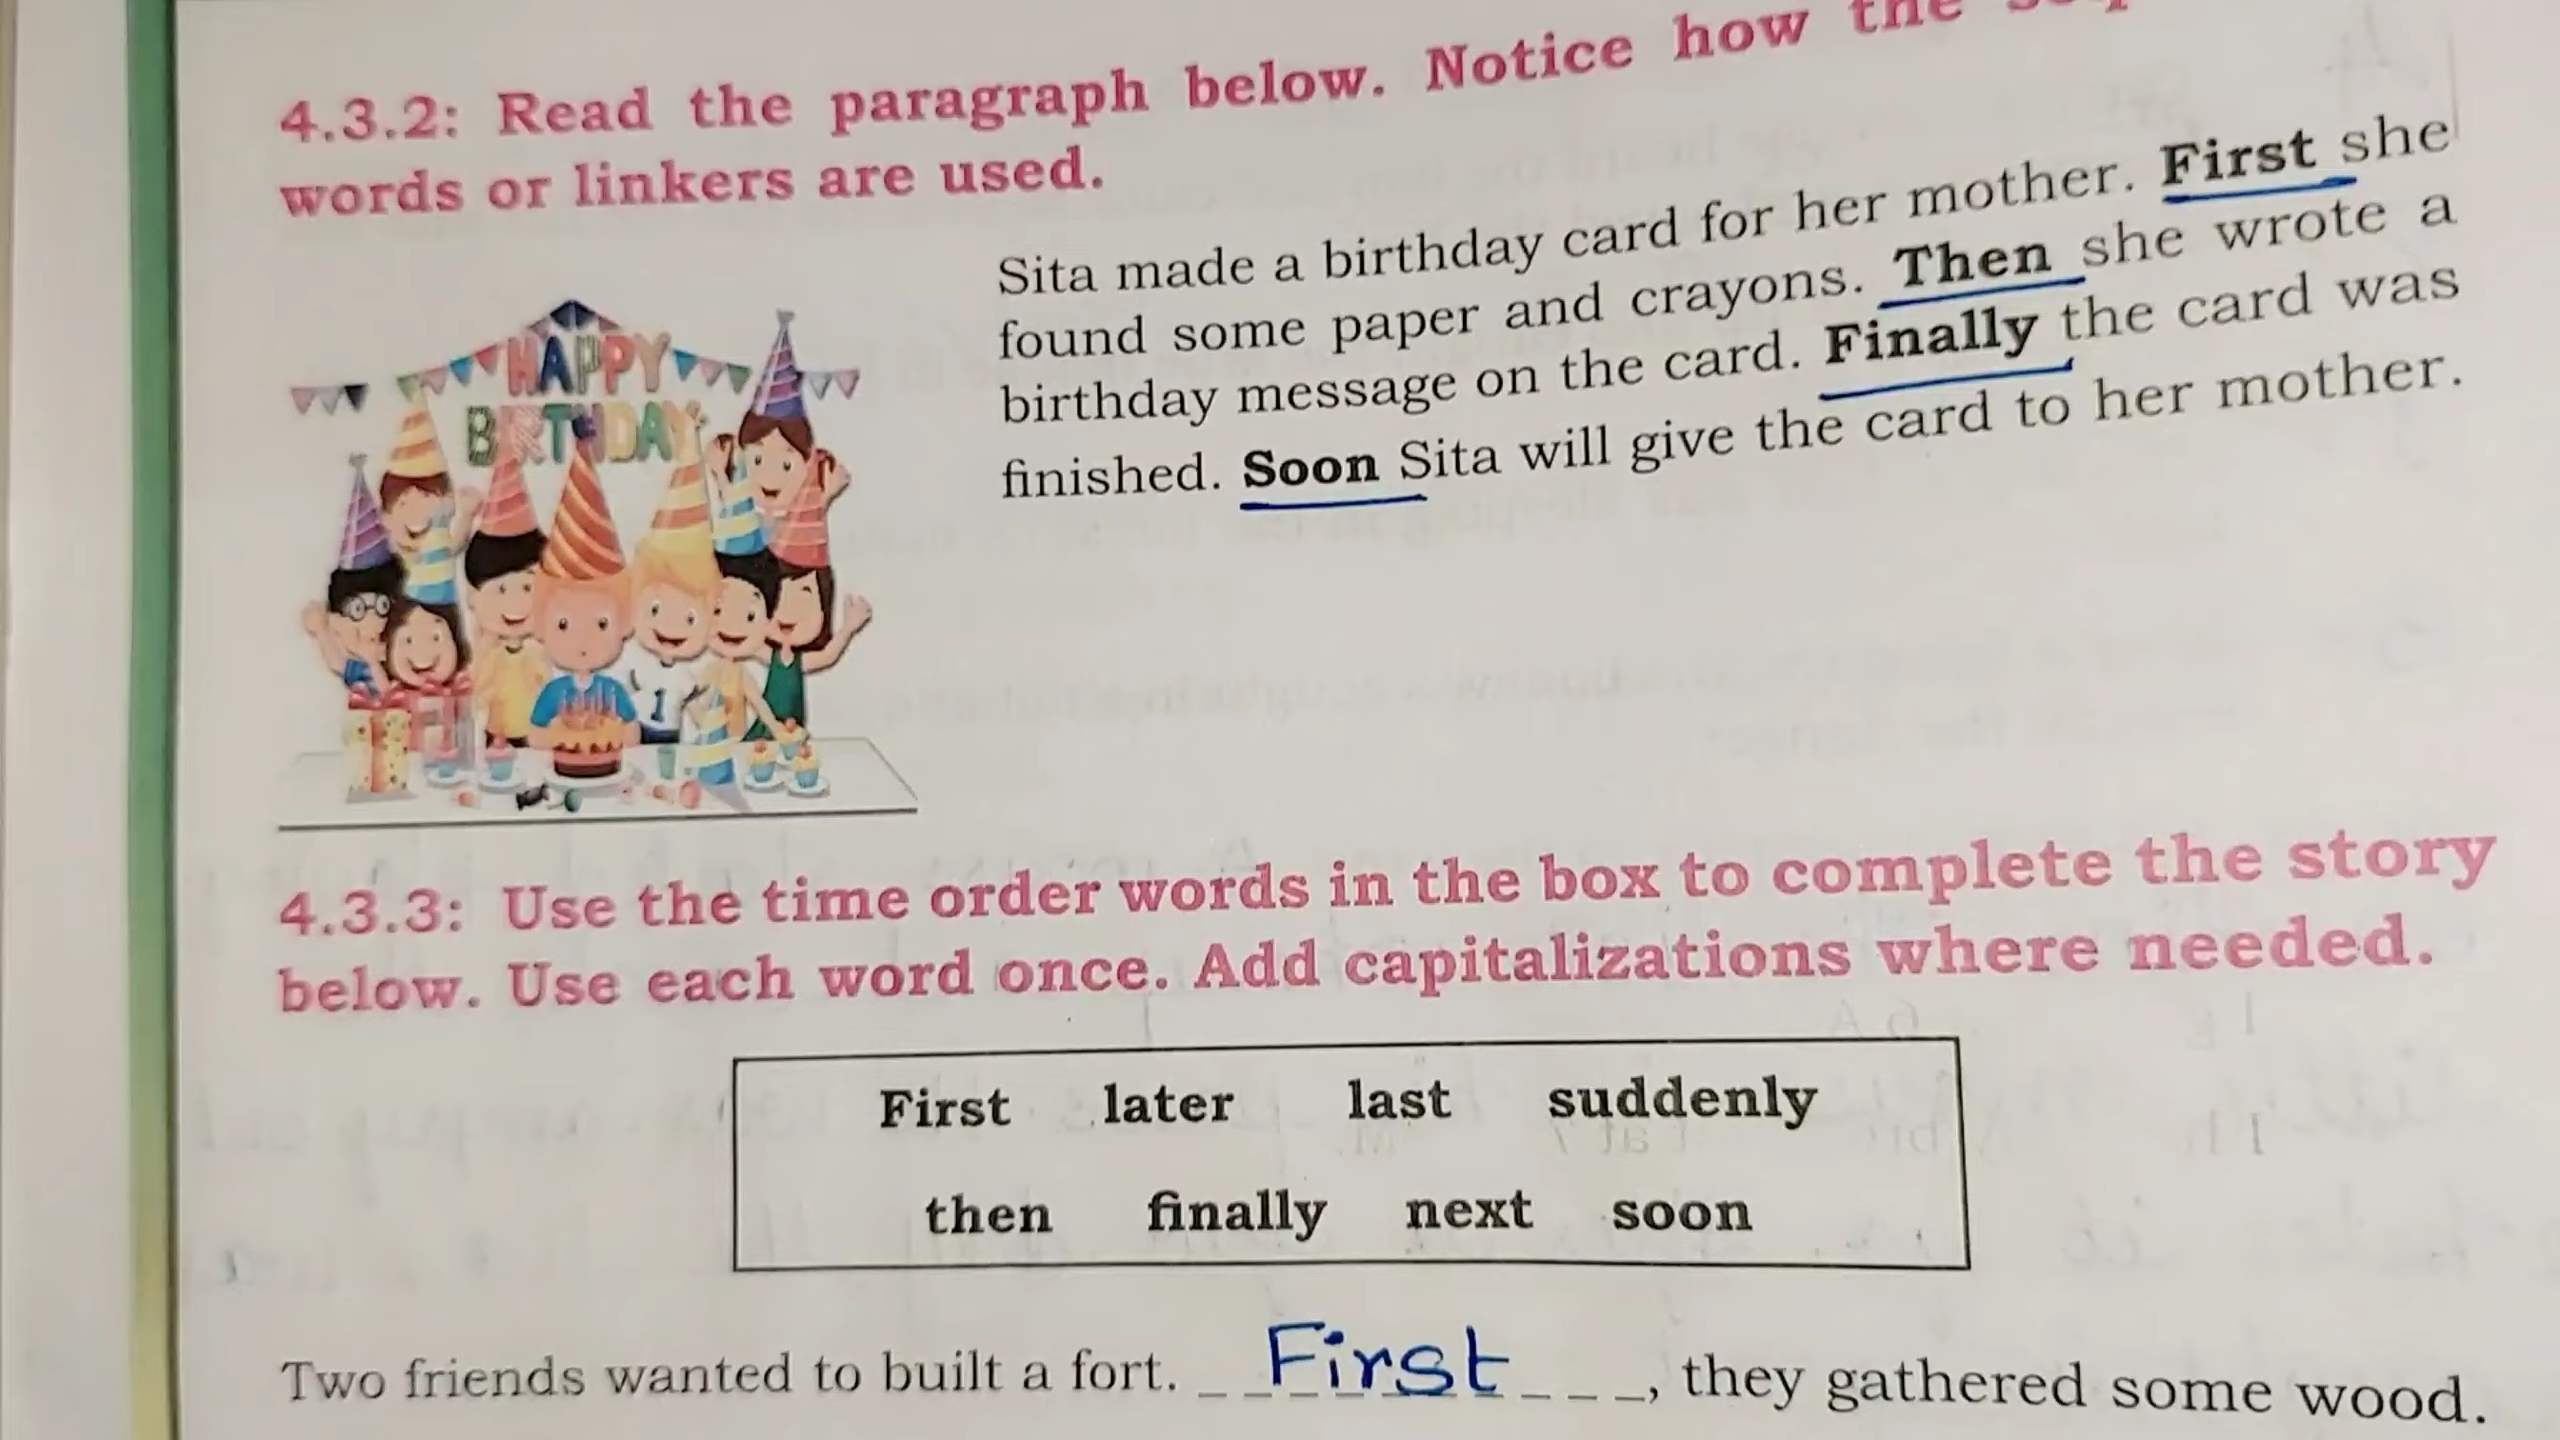 4.3.2: Read the paragraph below. Notice how the
words or linkers are used.
HAPPY
BIRTHDAY
Sita made a birthday card for her mother. First she
found some paper and crayons. Then she wrote a
birthday message on the card. Finally the card was
finished. Soon Sita will give the card to her mother.
4.3.3: Use the time order words in the box to complete the story
below. Use each word once. Add capitalizations where needed.
First later last suddenly
then finally next soon
Two friends wanted to built a fort. First, they gathered some wood.